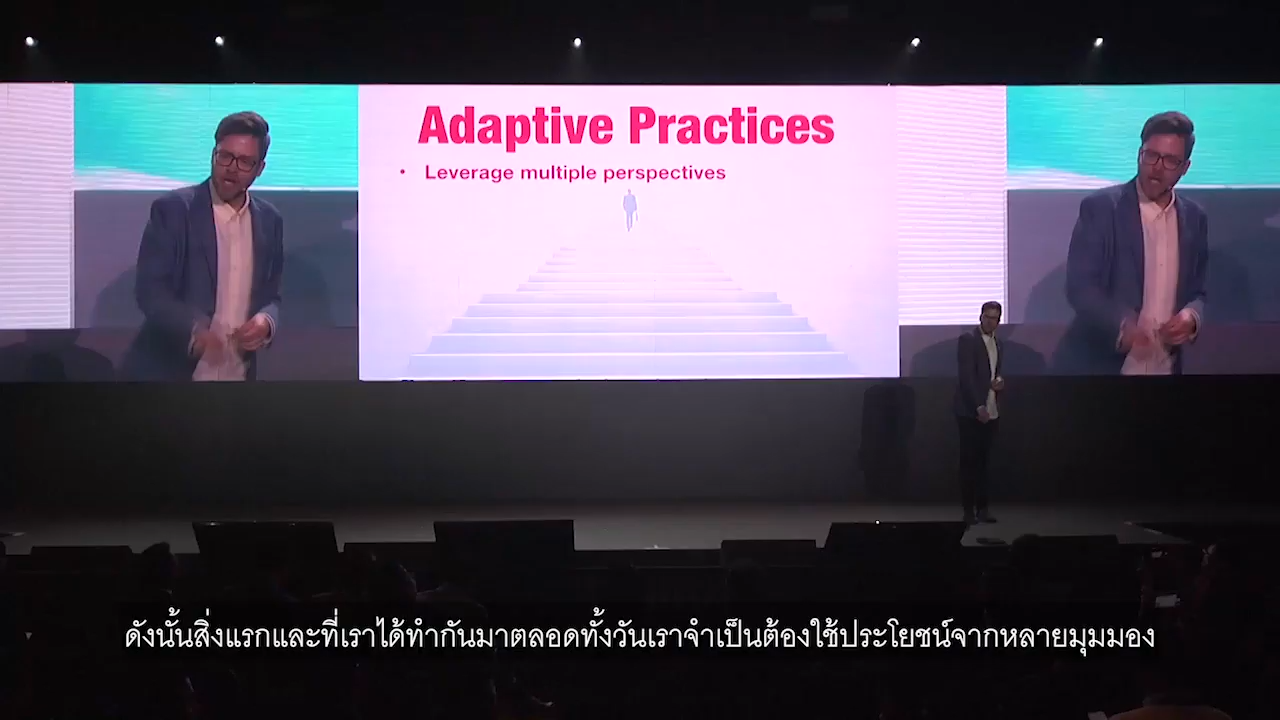 Adaptive Practices
• Leverage multiple perspectives
ดังนั้นสิ่งแรกและที่เราได้ทำกันมาตลอดทั้งวันเราจำเป็นต้องใช้ประโยชน์จากหลายมุมมอง